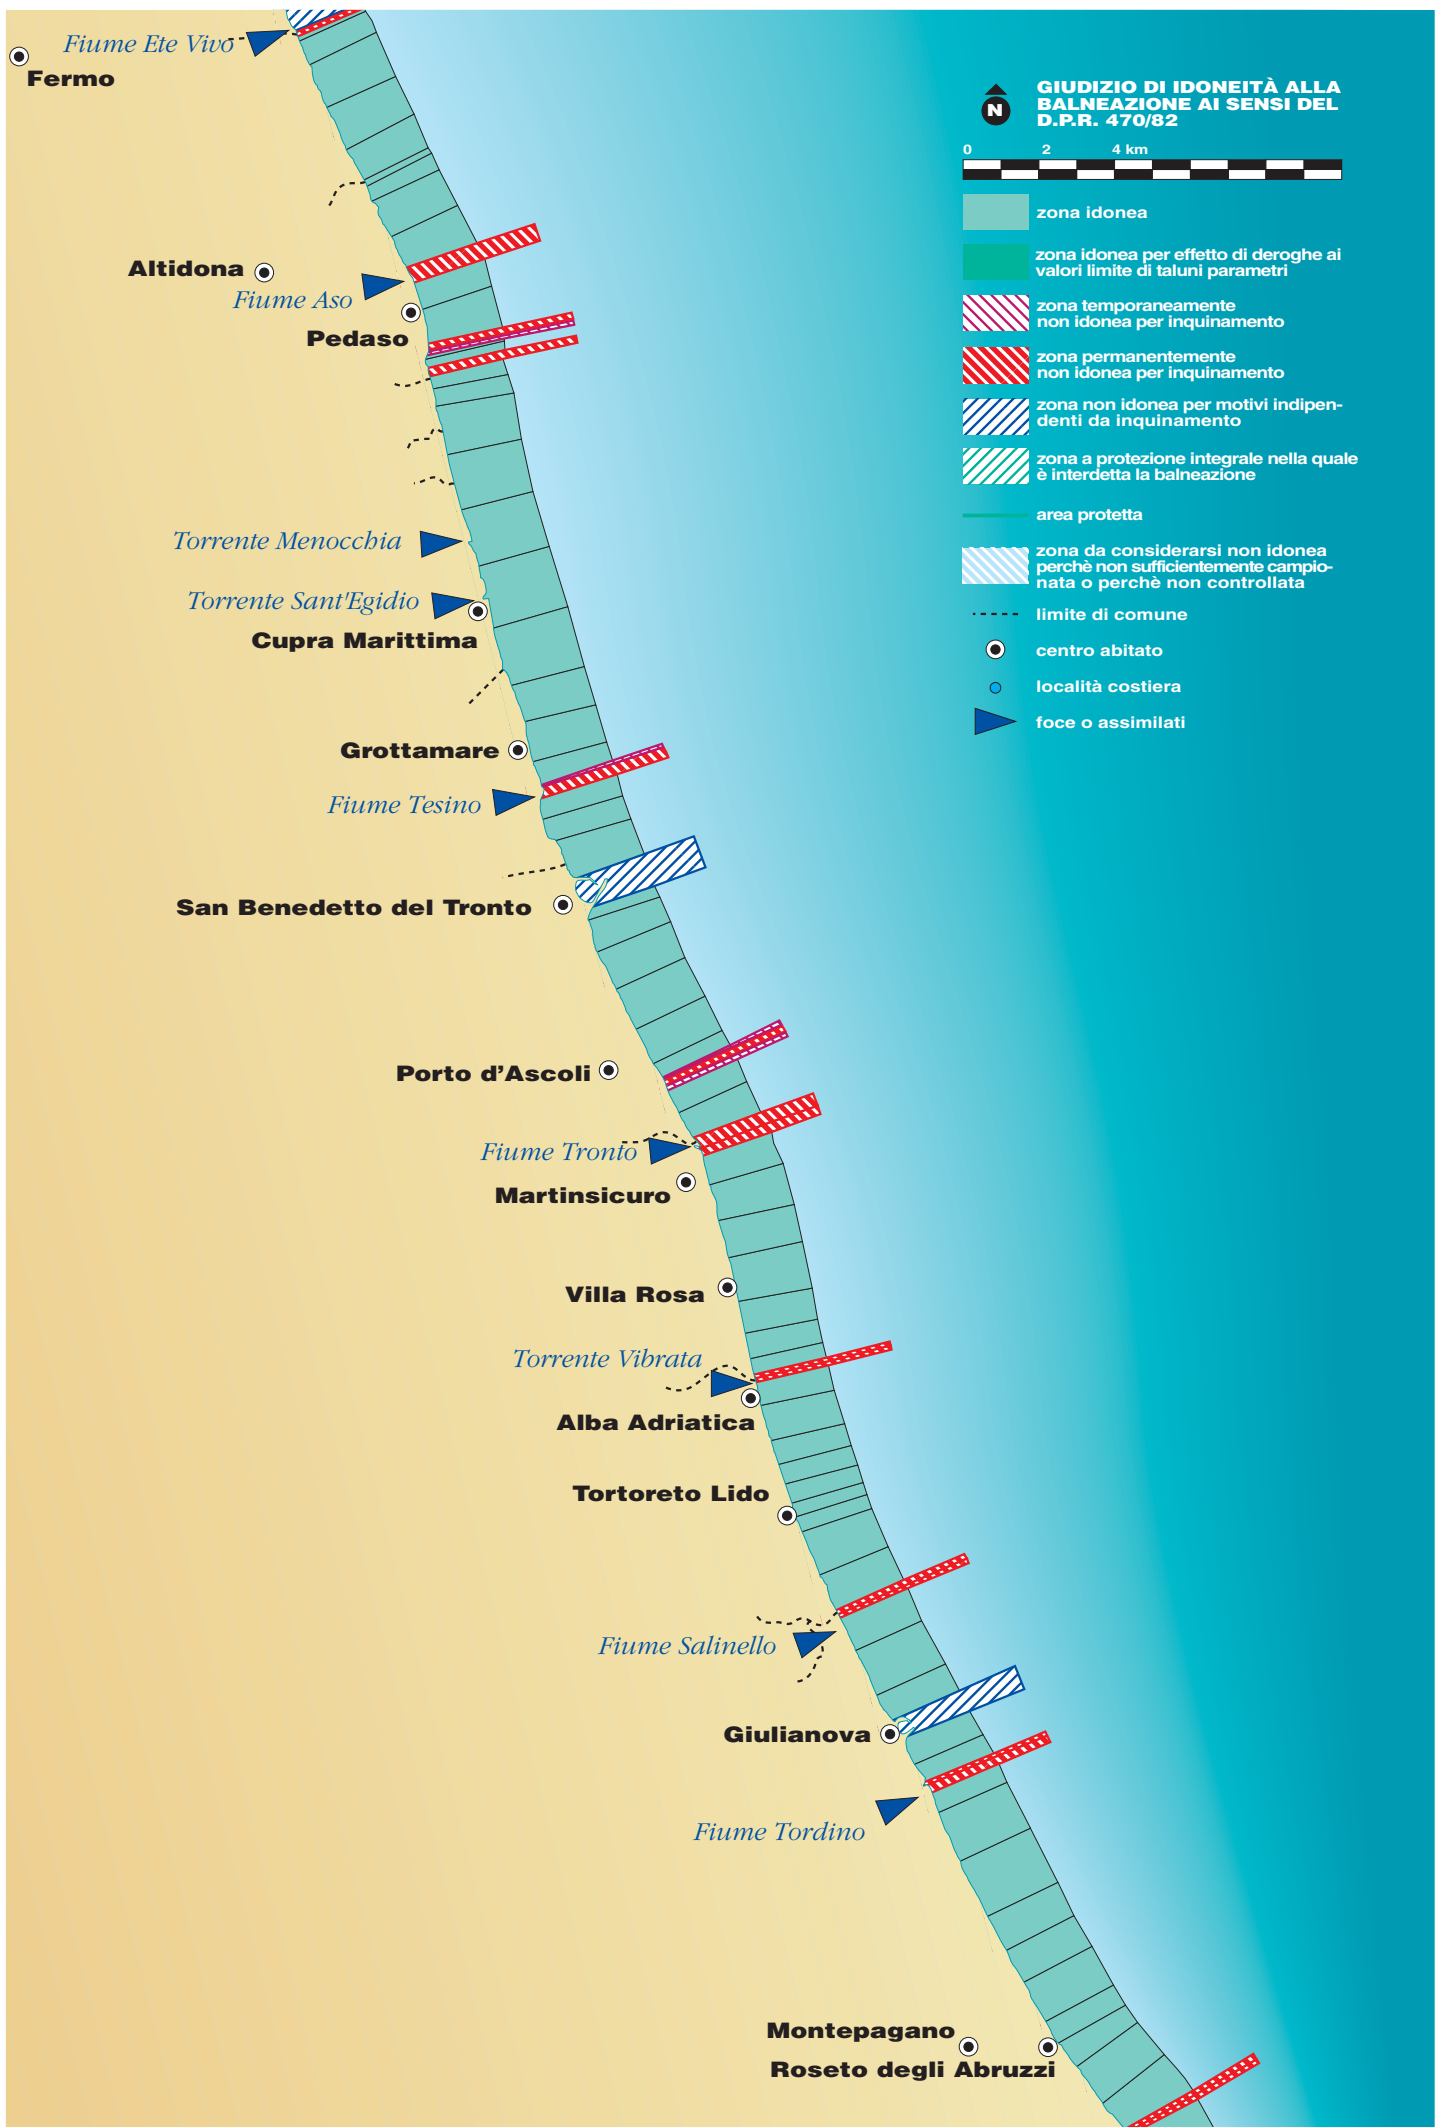 Fiume Ete Vivo
Fermo
N
GIUDIZIO DI IDONEITÀ ALLA
BALNEAZIONE AI SENSI DEL
D.P.R. 470/82
0 2 4 km
zona idonea
zona idonea per effetto di deroghe ai
valori limite di taluni parametri
zona temporaneamente
non idonea per inquinamento
zona permanentemente
non idonea per inquinamento
zona non idonea per motivi indipen-
denti da inquinamento
zona a protezione integrale nella quale
è interdetta la balneazione
area protetta
zona da considerarsi non idonea
perchè non sufficientemente campio-
nata o perchè non controllata
limite di comune
centro abitato
località costiera
foce o assimilati
Altidona
Fiume Aso
Pedaso
Torrente Menocchia
Torrente Sant'Egidio
Cupra Marittima
Grottamare
Fiume Tesino
San Benedetto del Tronto
Porto d’Ascoli
Fiume Tronto
Martinsicuro
Villa Rosa
Torrente Vibrata
Alba Adriatica
Tortoreto Lido
Fiume Salinello
Giulianova
Fiume Tordino
Montepagano
Roseto degli Abruzzi